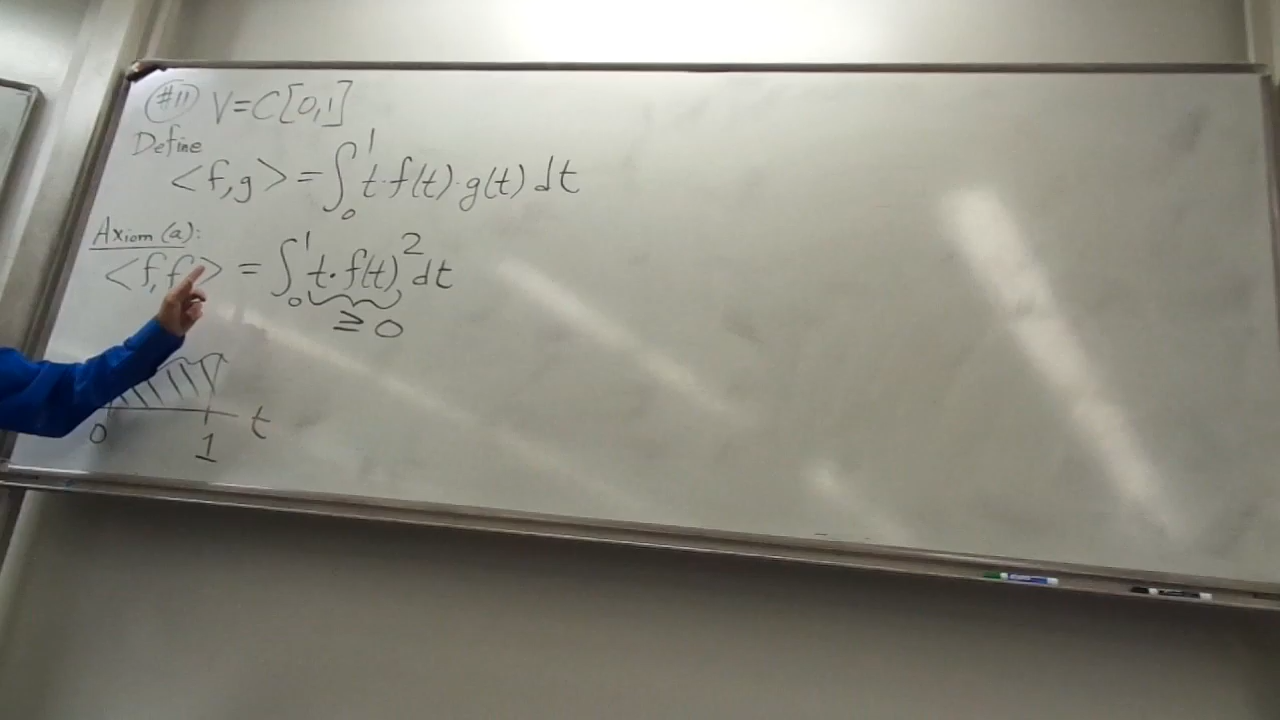 #11 V=C[0,1]
Define
<f,g> = ∫₀¹ t·f(t)·g(t) dt
Axiom (a):
<f,f> = ∫₀¹ t·f(t)² dt
≥ 0
0 1 t